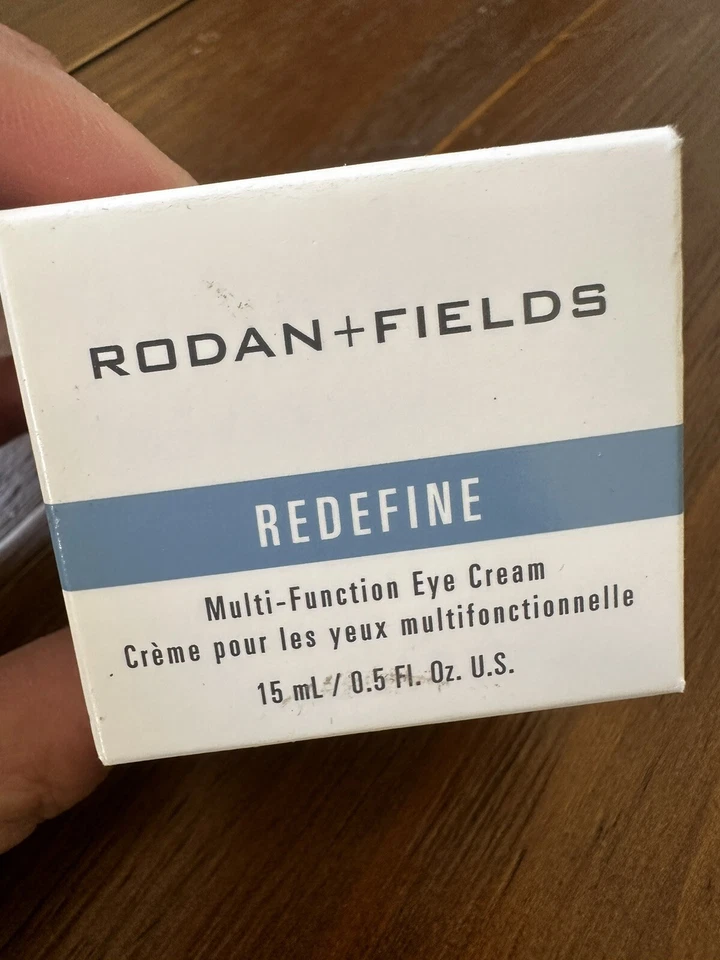 RODAN+FIELDS
REDEFINE
Multi-Function Eye Cream
Crème pour les yeux multifonctionnelle
15 mL / 0.5 Fl. Oz. U.S.